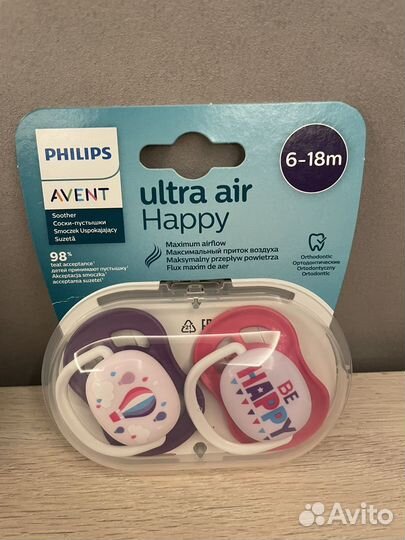 PHILIPS
AVENT
Soother
Соски-пустышки
Smoczek Uspokajający
Suzetă
98%
teat acceptance*
детей принимают пустышку*
Akceptacja smoczka*
acceptarea suzetei*
ultra air
Happy
Maximum airflow
Максимальный приток воздуха
Maksymalny przepływ powietrza
Flux maxim de aer
6-18m
Orthodontic
Ортодонтические
Ortodontyczny
Ortodontic
BE
HAPPY
Avito